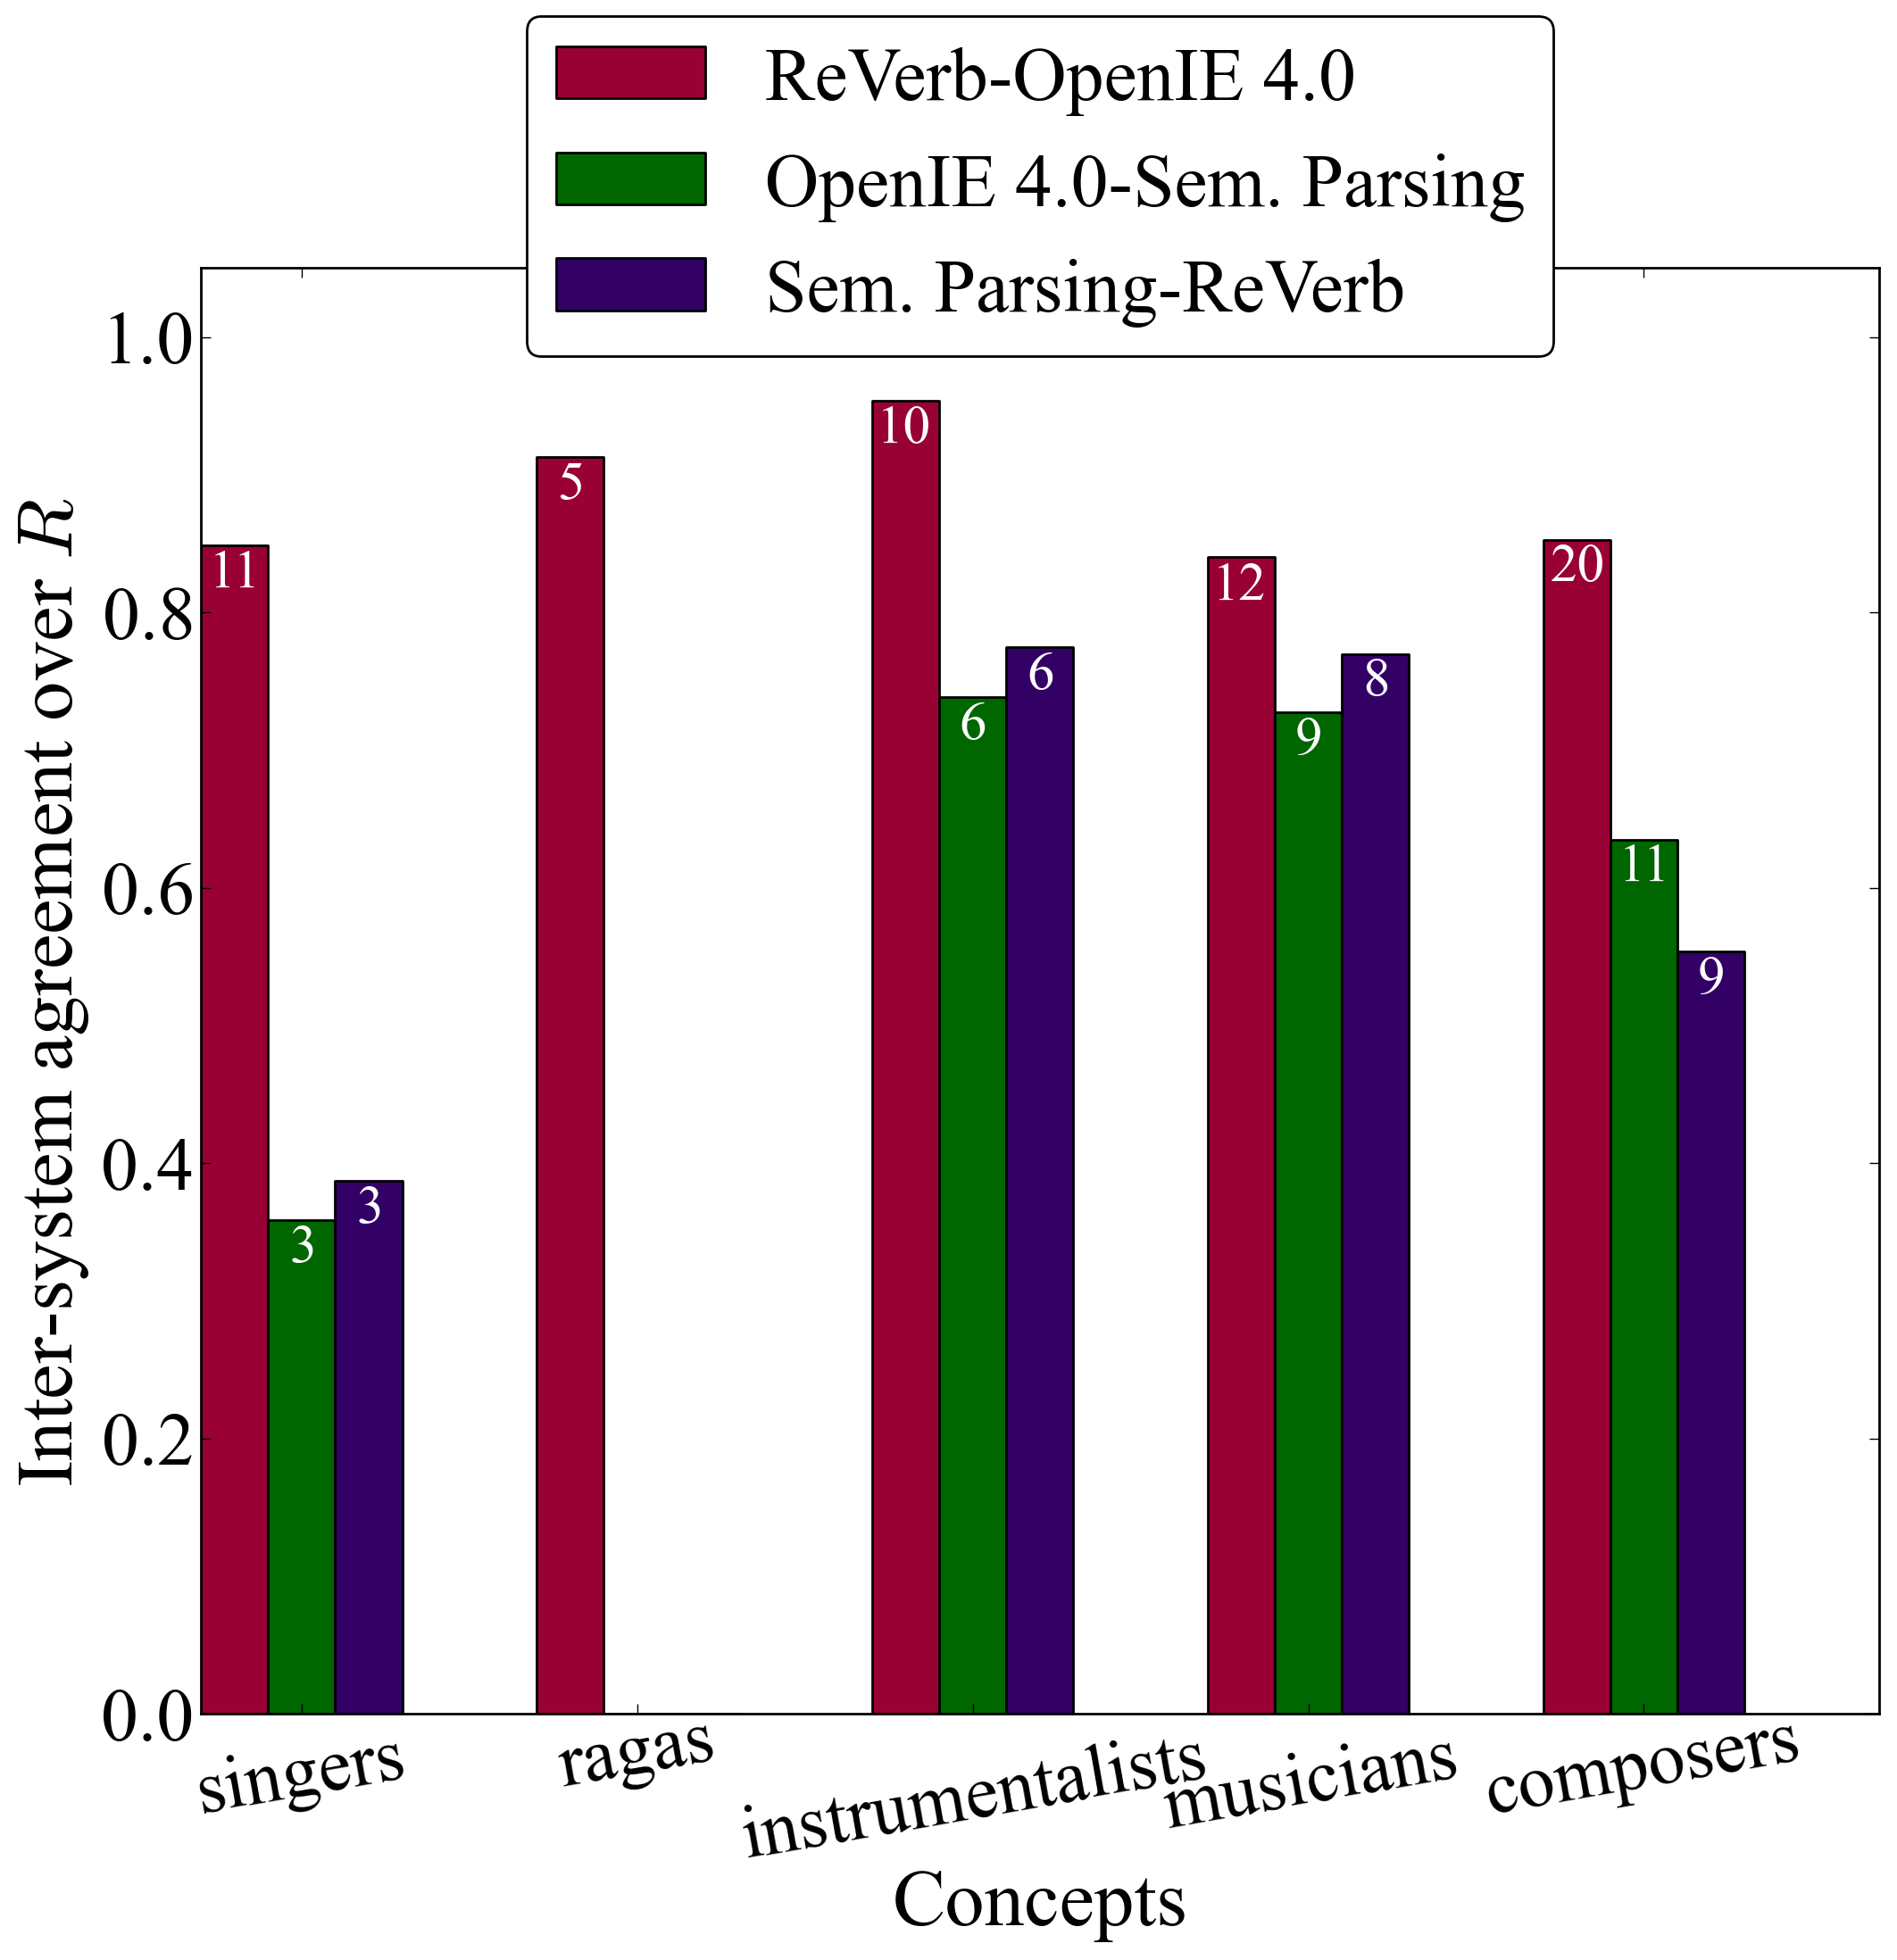 ReVerb-OpenIE 4.0
OpenIE 4.0-Sem. Parsing
Sem. Parsing-ReVerb
Inter-system agreement over R
1.0
0.8
0.6
0.4
0.2
0.0
11
3
3
5
10
6
6
12
9
8
20
11
9
singers
ragas
instrumentalists
musicians
composers
Concepts